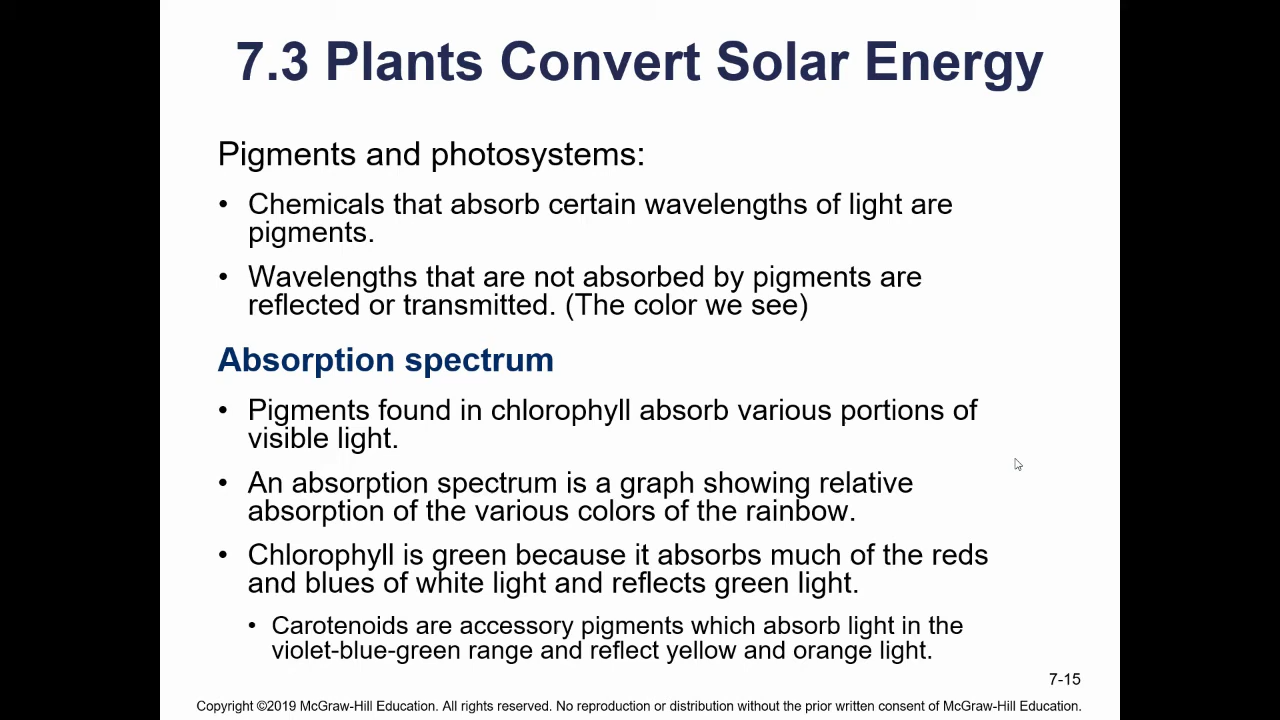 7.3 Plants Convert Solar Energy
Pigments and photosystems:
• Chemicals that absorb certain wavelengths of light are
pigments.
• Wavelengths that are not absorbed by pigments are
reflected or transmitted. (The color we see)
Absorption spectrum
• Pigments found in chlorophyll absorb various portions of
visible light.
• An absorption spectrum is a graph showing relative
absorption of the various colors of the rainbow.
• Chlorophyll is green because it absorbs much of the reds
and blues of white light and reflects green light.
• Carotenoids are accessory pigments which absorb light in the
violet-blue-green range and reflect yellow and orange light.
7-15
Copyright ©2019 McGraw-Hill Education. All rights reserved. No reproduction or distribution without the prior written consent of McGraw-Hill Education.